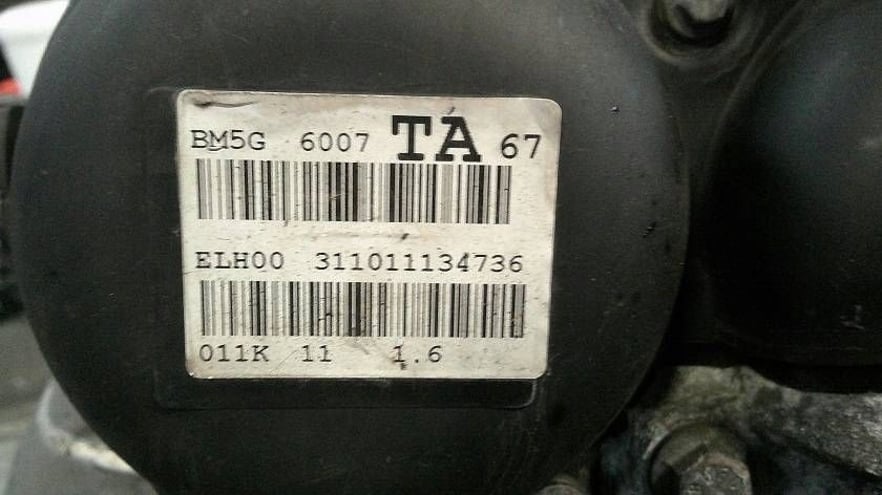 BM5G 6007 TA 67
ELH00 311011134736
011K 11 1.6